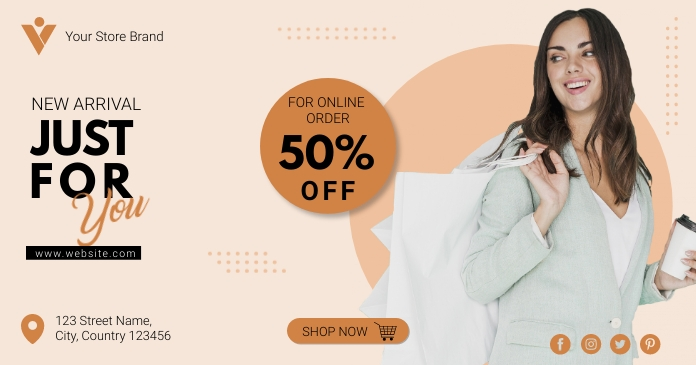 Your Store Brand
NEW ARRIVAL
JUST
FOR
You
www.website.com
FOR ONLINE
ORDER
50%
OFF
SHOP NOW
123 Street Name,
City, Country 123456